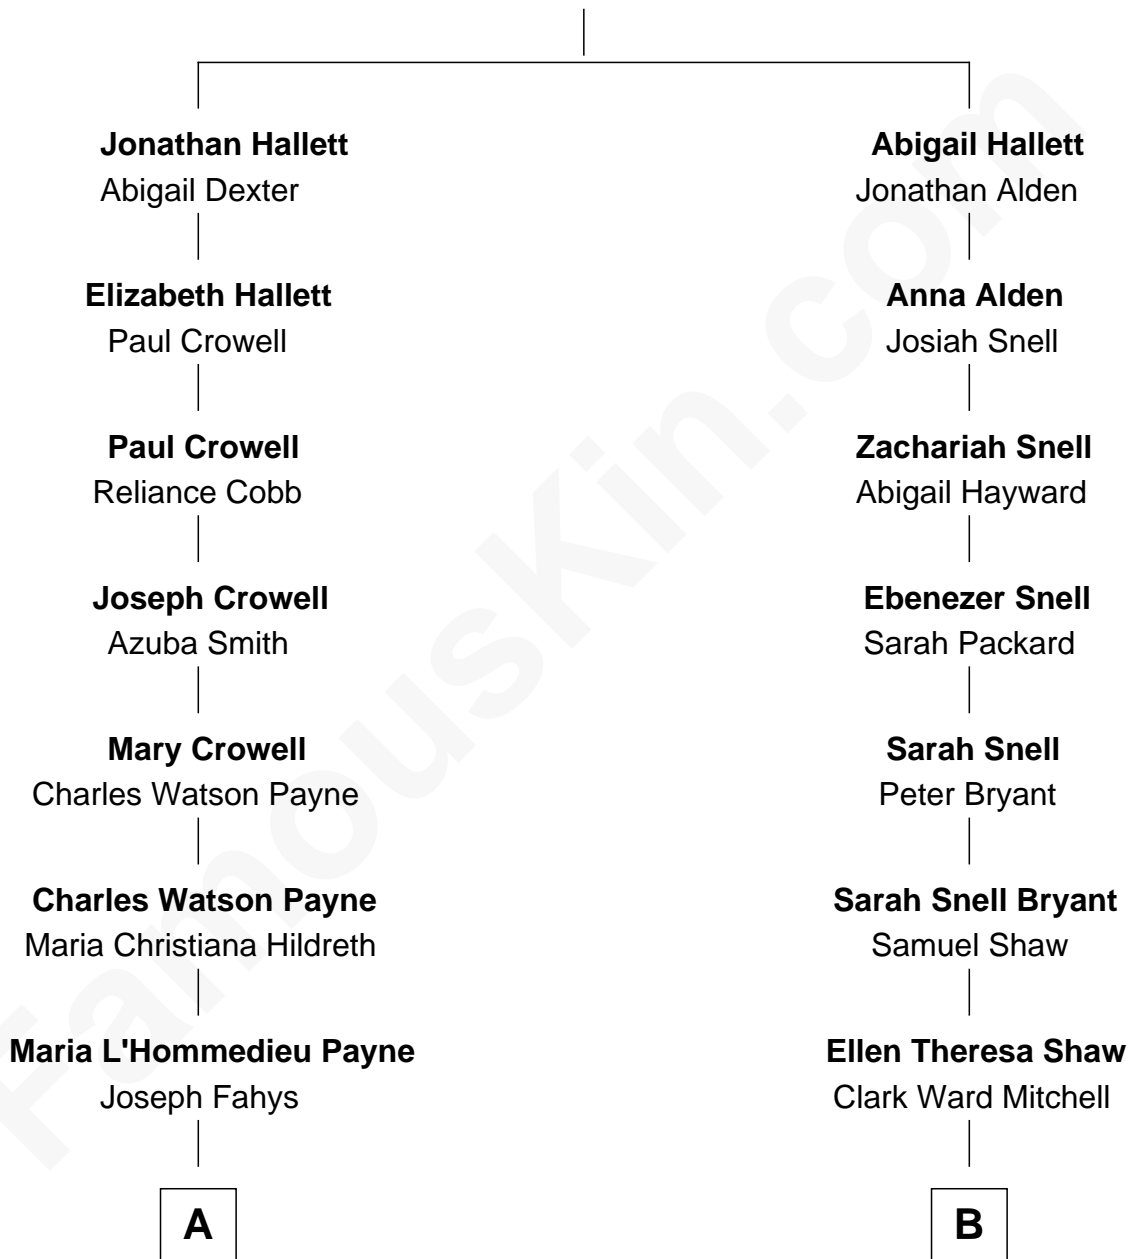 Jonathan Hallett
Abigail Dexter
Abigail Hallett
Jonathan Alden
Elizabeth Hallett
Paul Crowell
Anna Alden
Josiah Snell
Paul Crowell
Reliance Cobb
Zachariah Snell
Abigail Hayward
Joseph Crowell
Azuba Smith
Ebenezer Snell
Sarah Packard
Mary Crowell
Charles Watson Payne
Sarah Snell
Peter Bryant
Charles Watson Payne
Maria Christiana Hildreth
Sarah Snell Bryant
Samuel Shaw
Maria L'Hommedieu Payne
Joseph Fahys
Ellen Theresa Shaw
Clark Ward Mitchell
A
B
FamousKin.com